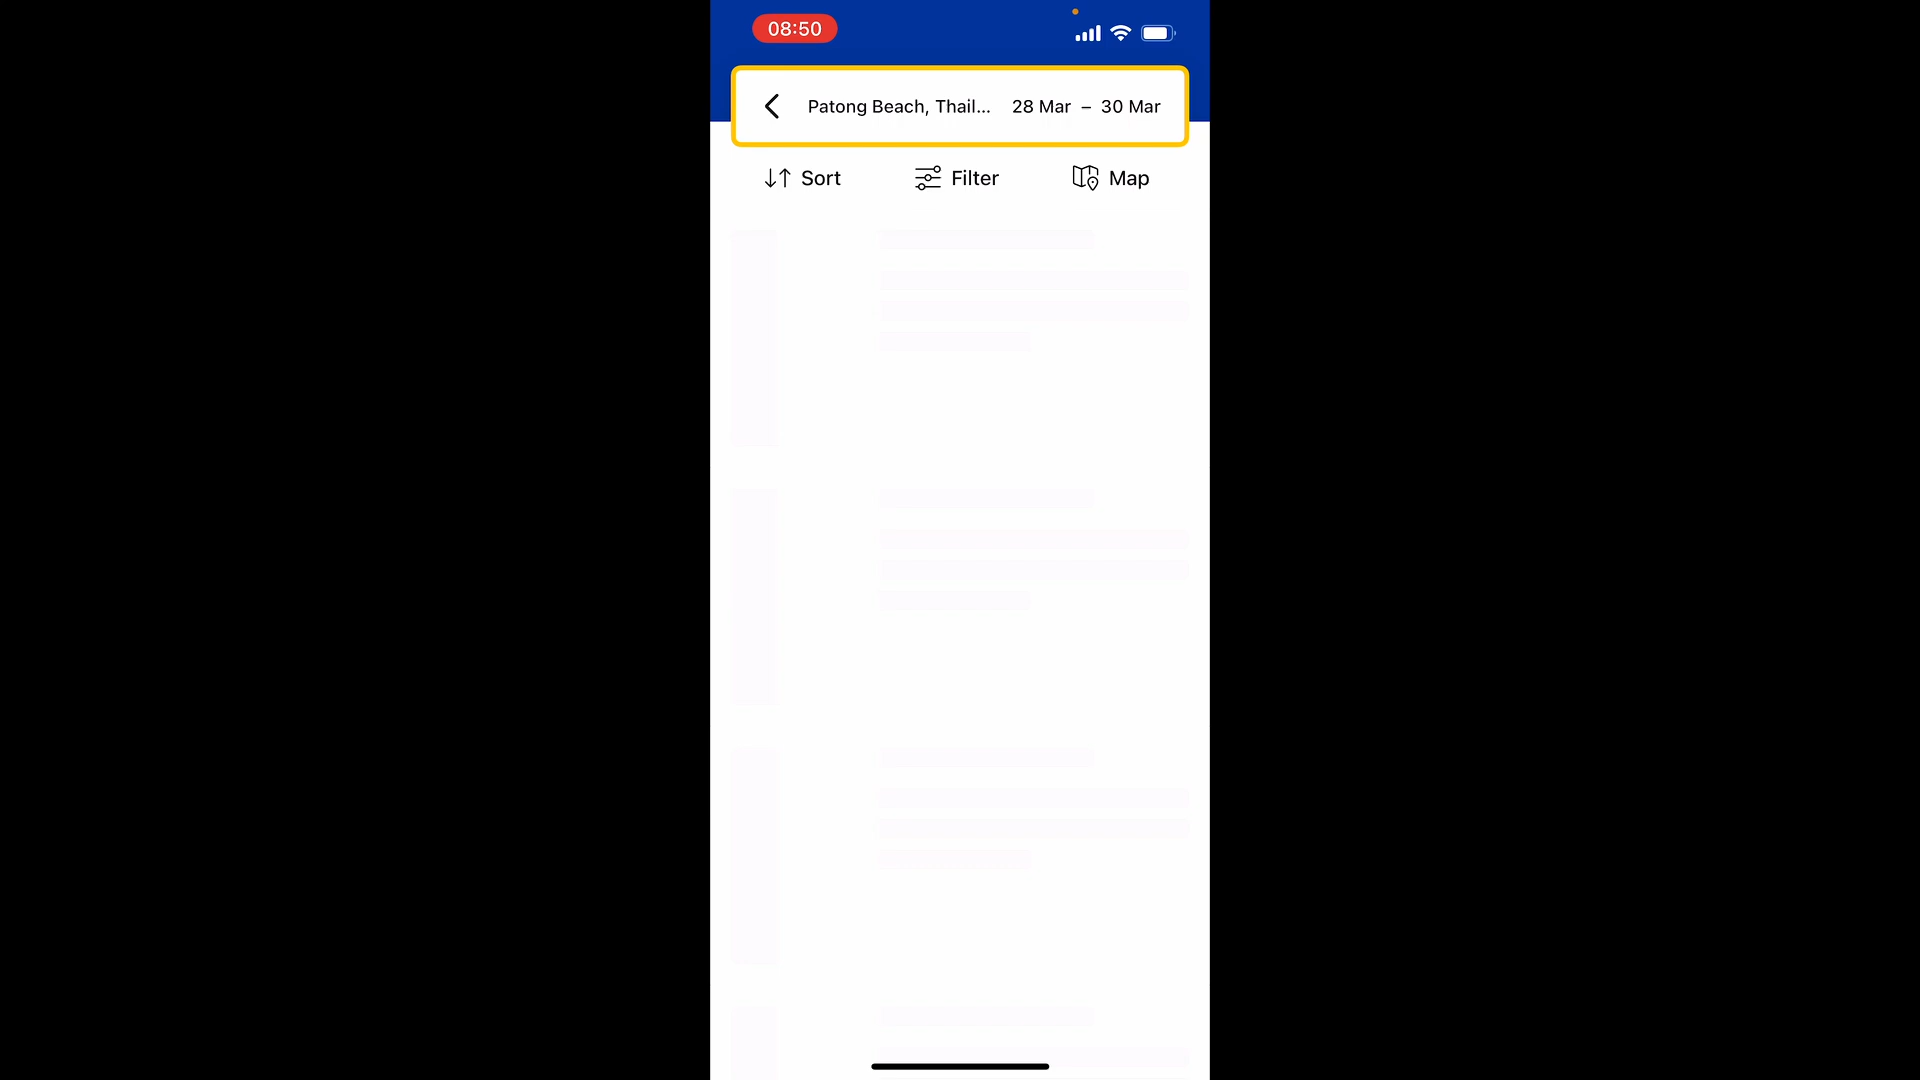 08:50
Patong Beach, Thail... 28 Mar – 30 Mar
Sort Filter Map